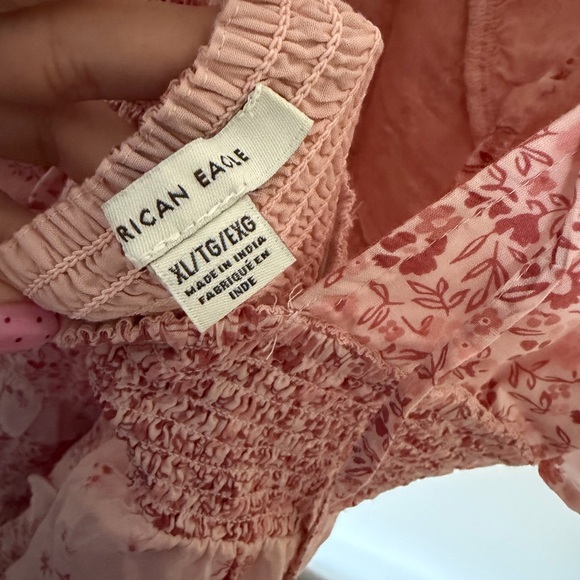 RICAN EAGLE
XL/TG/EXG
MADE IN INDIA
FABRIQUÉ EN
INDE